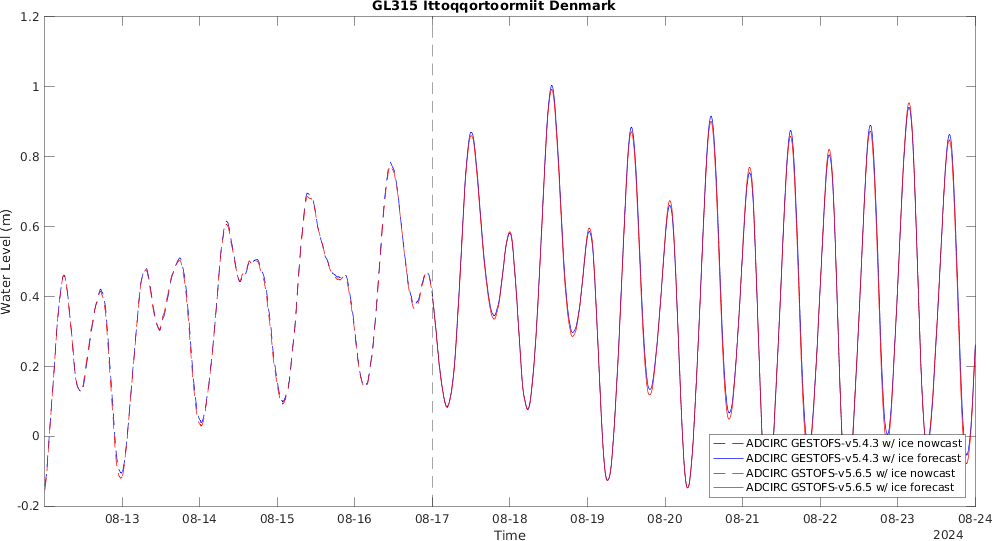 GL315 Ittoqqortoormiit Denmark
1.2
1
0.8
0.6
0.4
0.2
0
-0.2
Water Level (m)
08-13 08-14 08-15 08-16 08-17 08-18 08-19 08-20 08-21 08-22 08-23 08-24
Time
2024
ADCIRC GESTOFS-v5.4.3 w/ ice nowcast
ADCIRC GESTOFS-v5.4.3 w/ ice forecast
ADCIRC GSTOFS-v5.6.5 w/ ice nowcast
ADCIRC GSTOFS-v5.6.5 w/ ice forecast